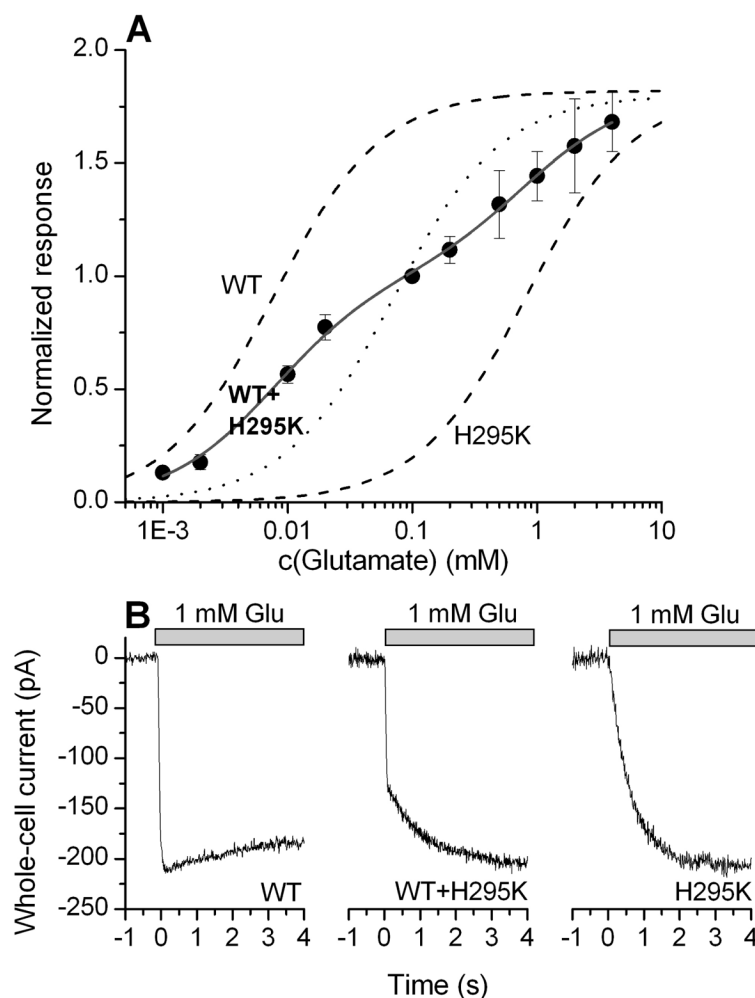 A
2.0
1.5
1.0
0.5
0.0
Normalized response
WT
WT+
H295K
H295K
1E-3 0.01 0.1 1 10
c(Glutamate) (mM)
B
1 mM Glu 1 mM Glu 1 mM Glu
0
-50
-100
-150
-200
-250
Whole-cell current (pA)
WT WT+H295K H295K
-1 0 1 2 3 4 -1 0 1 2 3 4 -1 0 1 2 3 4
Time (s)